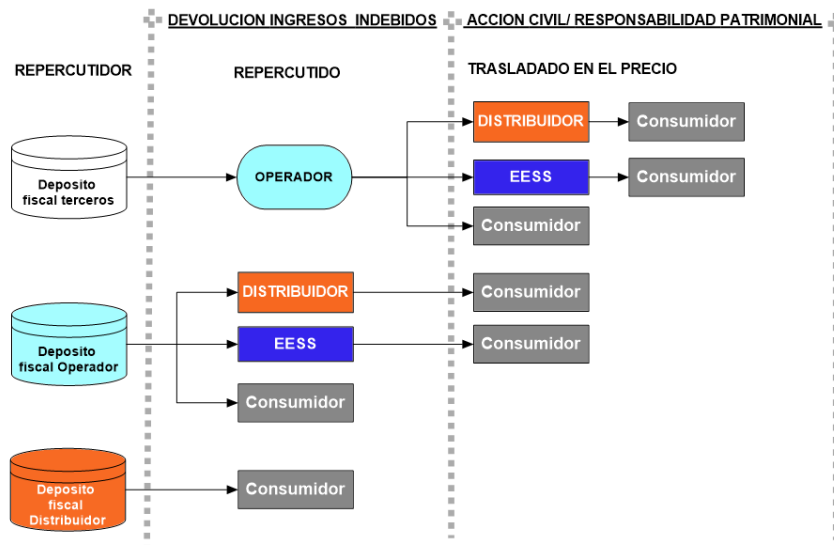 DEVOLUCION INGRESOS INDEBIDOS
ACCION CIVIL/ RESPONSABILIDAD PATRIMONIAL
REPERCUTIDOR
REPERCUTIDO
TRASLADADO EN EL PRECIO
Deposito
fiscal terceros
OPERADOR
DISTRIBUIDOR
Consumidor
EESS
Consumidor
Consumidor
Deposito
fiscal Operador
DISTRIBUIDOR
Consumidor
EESS
Consumidor
Consumidor
Deposito
fiscal
Distribuidor
Consumidor